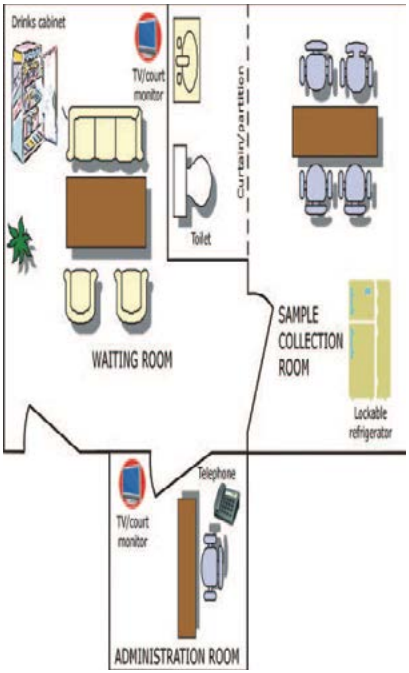 Drinks cabinet
TV/court
monitor
Curtain/partition
Toilet
WAITING ROOM
SAMPLE
COLLECTION
ROOM
Lockable
refrigerator
TV/court
monitor
Telephone
ADMINISTRATION ROOM